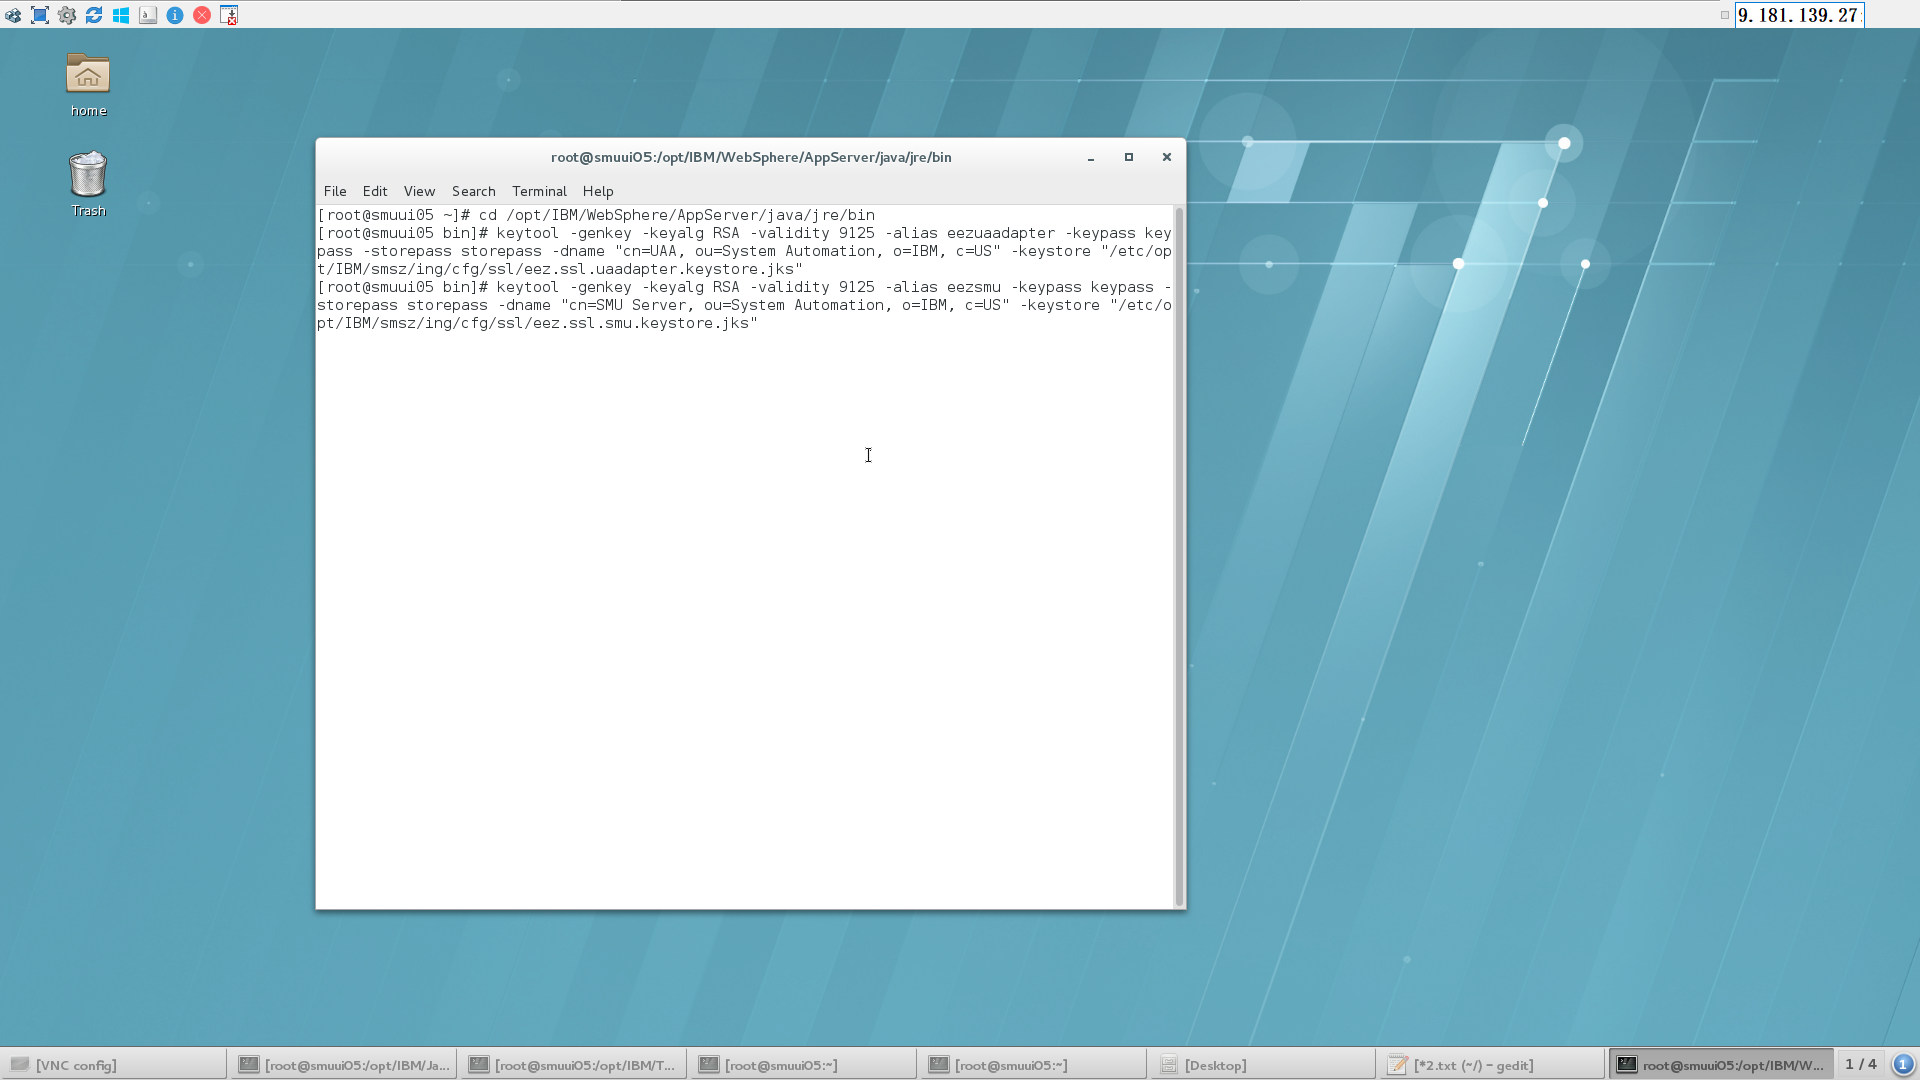 9.181.139.27:
home
Trash
root@smuui05:/opt/IBM/WebSphere/AppServer/java/jre/bin
File Edit View Search Terminal Help
[root@smuui05 ~]# cd /opt/IBM/WebSphere/AppServer/java/jre/bin
[root@smuui05 bin]# keytool -genkey -keyalg RSA -validity 9125 -alias eezuaadapter -keypass key
pass -storepass storepass -dname "cn=UAA, ou=System Automation, o=IBM, c=US" -keystore "/etc/op
t/IBM/smsz/ing/cfg/ssl/eez.ssl.uaadapter.keystore.jks"
[root@smuui05 bin]# keytool -genkey -keyalg RSA -validity 9125 -alias eezsmu -keypass keypass -
storepass storepass -dname "cn=SMU Server, ou=System Automation, o=IBM, c=US" -keystore "/etc/o
pt/IBM/smsz/ing/cfg/ssl/eez.ssl.smu.keystore.jks"
[VNC config]
[root@smuui05:/opt/IBM/Ja...
[root@smuui05:/opt/IBM/T...
[root@smuui05:~]
[root@smuui05:~]
[Desktop]
[*2.txt (~/) - gedit]
root@smuui05:/opt/IBM/W...
1 / 4
1